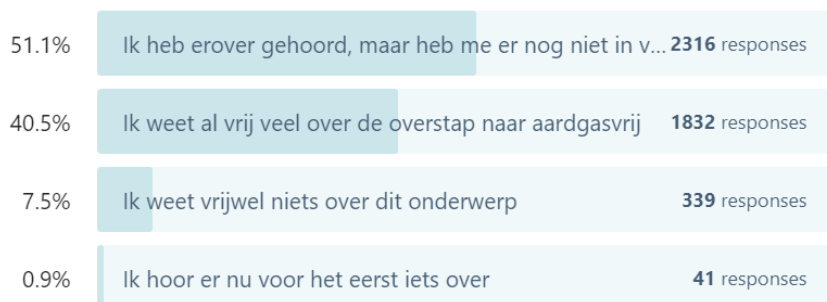 51.1% Ik heb erover gehoord, maar heb me er nog niet in v... 2316 responses
40.5% Ik weet al vrij veel over de overstap naar aardgasvrij 1832 responses
7.5% Ik weet vrijwel niets over dit onderwerp 339 responses
0.9% Ik hoor er nu voor het eerst iets over 41 responses